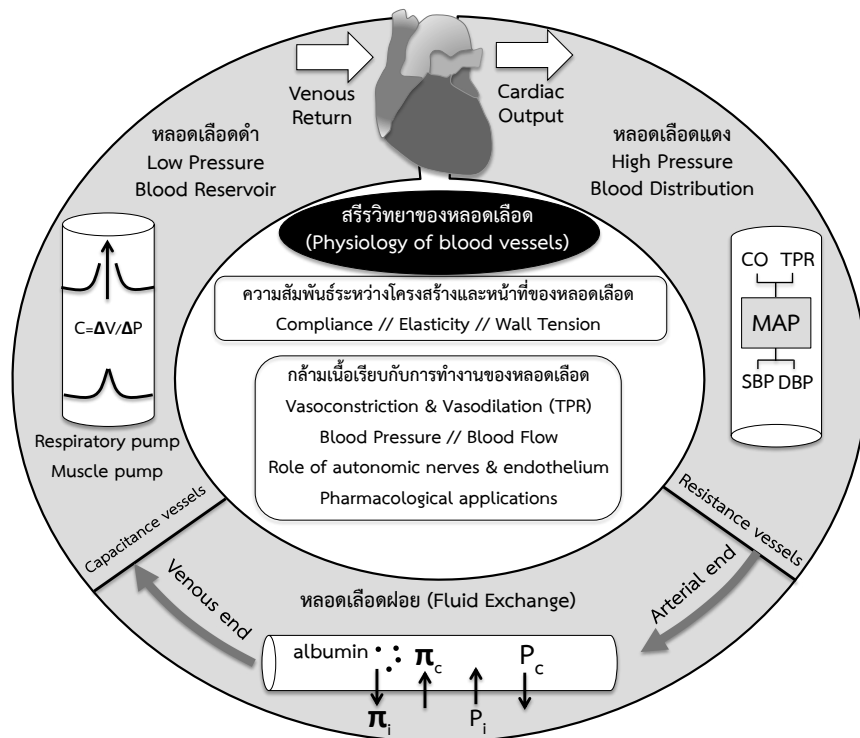 Venous
Return
Cardiac
Output
หลอดเลือดดำ
Low Pressure
Blood Reservoir
หลอดเลือดแดง
High Pressure
Blood Distribution
สรีรวิทยาของหลอดเลือด
(Physiology of blood vessels)
ความสัมพันธ์ระหว่างโครงสร้างและหน้าที่ของหลอดเลือด
Compliance // Elasticity // Wall Tension
C=ΔV/ΔP
Respiratory pump
Muscle pump
CO TPR
MAP
SBP DBP
กล้ามเนื้อเรียบกับการทำงานของหลอดเลือด
Vasoconstriction & Vasodilation (TPR)
Blood Pressure // Blood Flow
Role of autonomic nerves & endothelium
Pharmacological applications
Capacitance vessels
Resistance vessels
Venous end
Arterial end
หลอดเลือดฝอย (Fluid Exchange)
albumin πc Pc
πi Pi